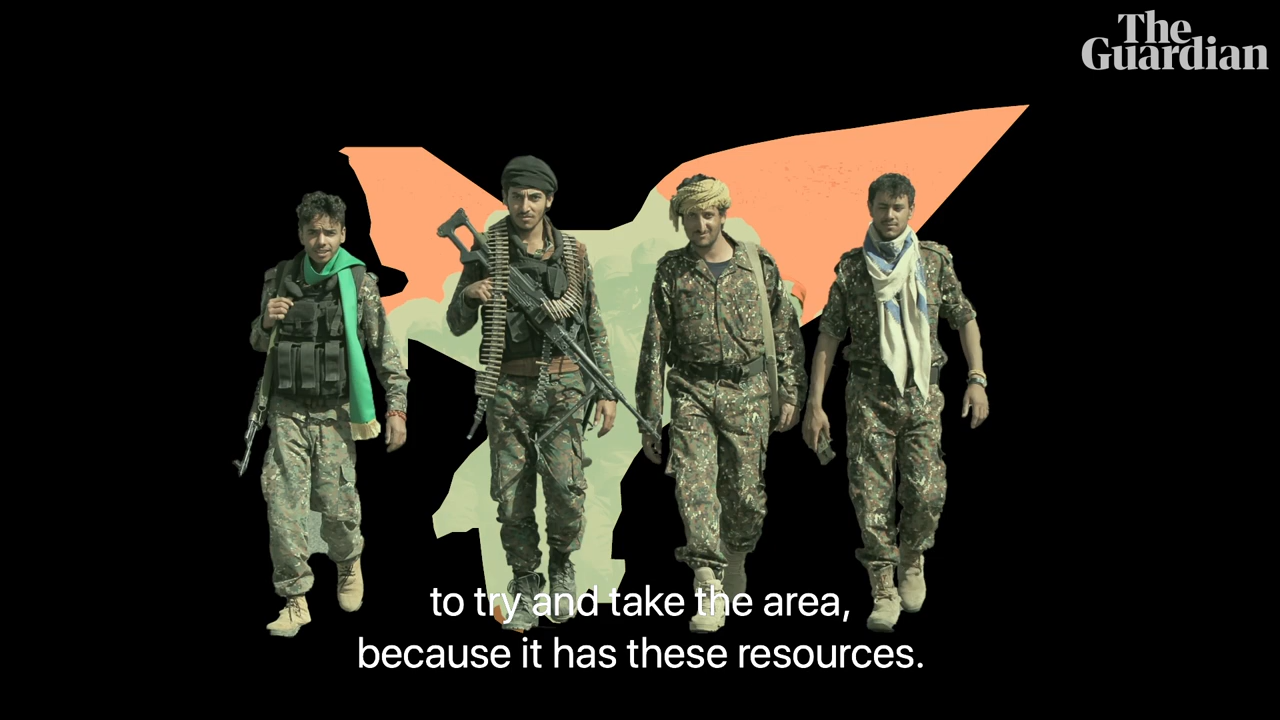 The
Guardian
to try and take the area,
because it has these resources.